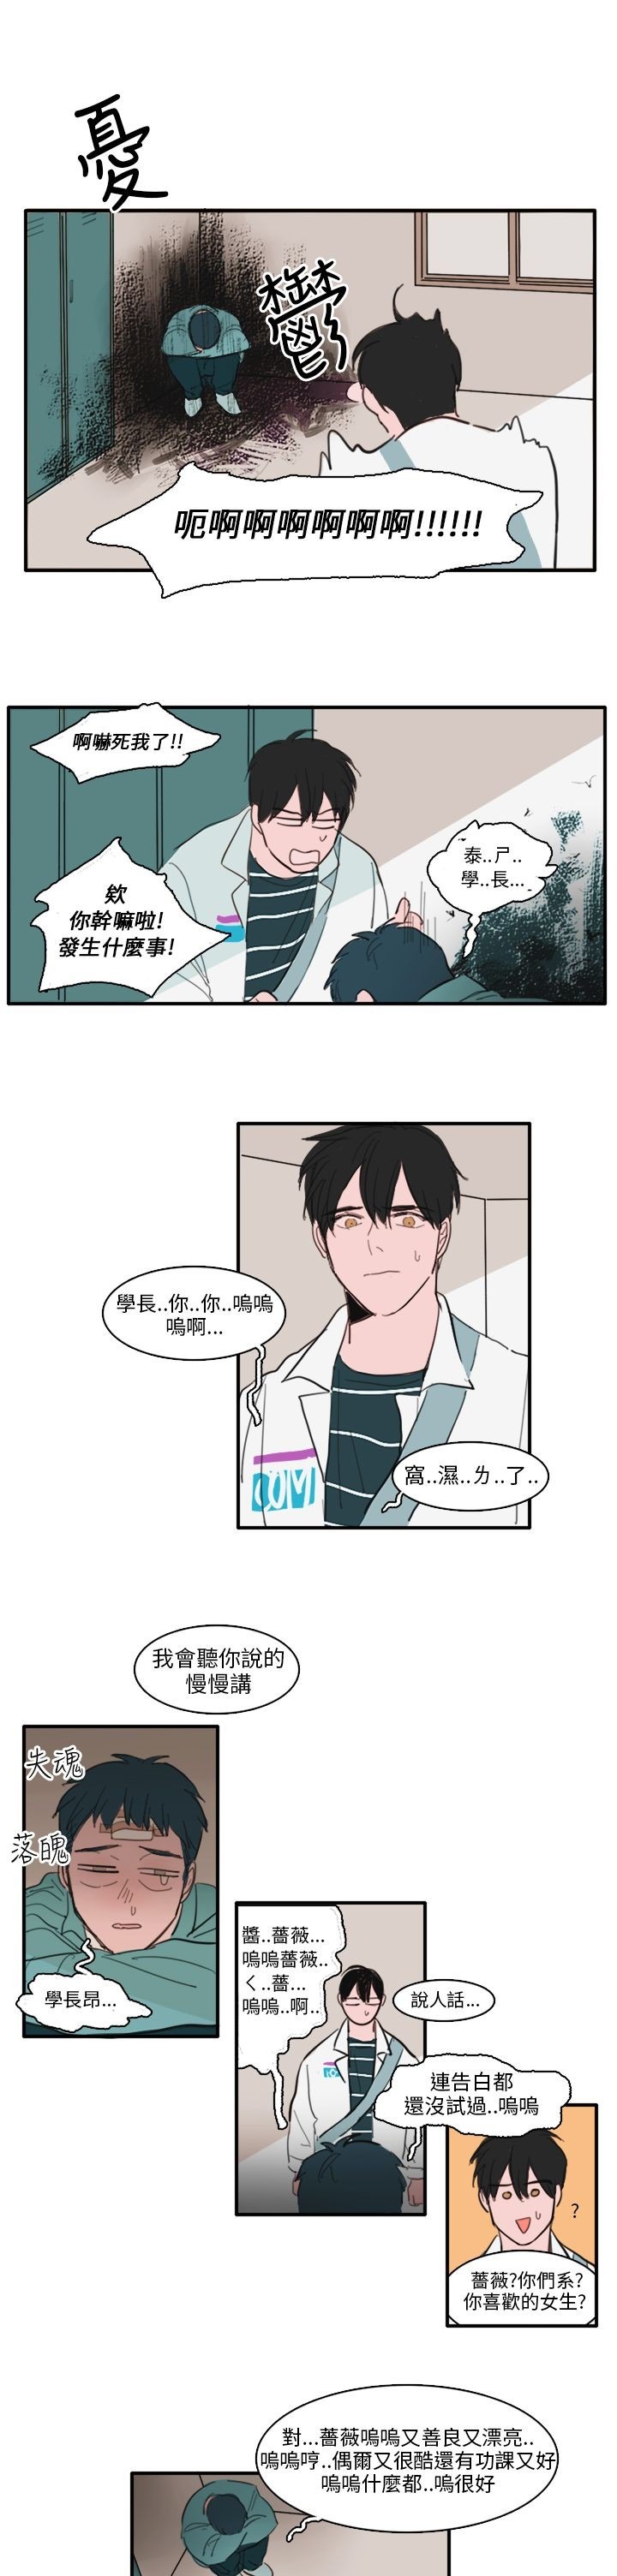 憂
鬱
呃啊啊啊啊啊啊!!!!!!
啊嚇死我了!!
欸
你幹嘛啦!
發生什麼事!
泰..ㄕ..
學..長...
學長..你..你..嗚嗚
嗚啊...
COM
窩..濕..ㄌ..了..
我會聽你說的
慢慢講
失魂
落魄
學長昂...
醬..薔薇...
嗚嗚薔薇..
ㄑ..薔...
嗚嗚..啊..
說人話...
連告白都
還沒試過..嗚嗚
?
薔薇?你們系?
你喜歡的女生?
對...薔薇嗚嗚又善良又漂亮..
嗚嗚哼..偶爾又很酷還有功課又好
嗚嗚什麼都..嗚很好